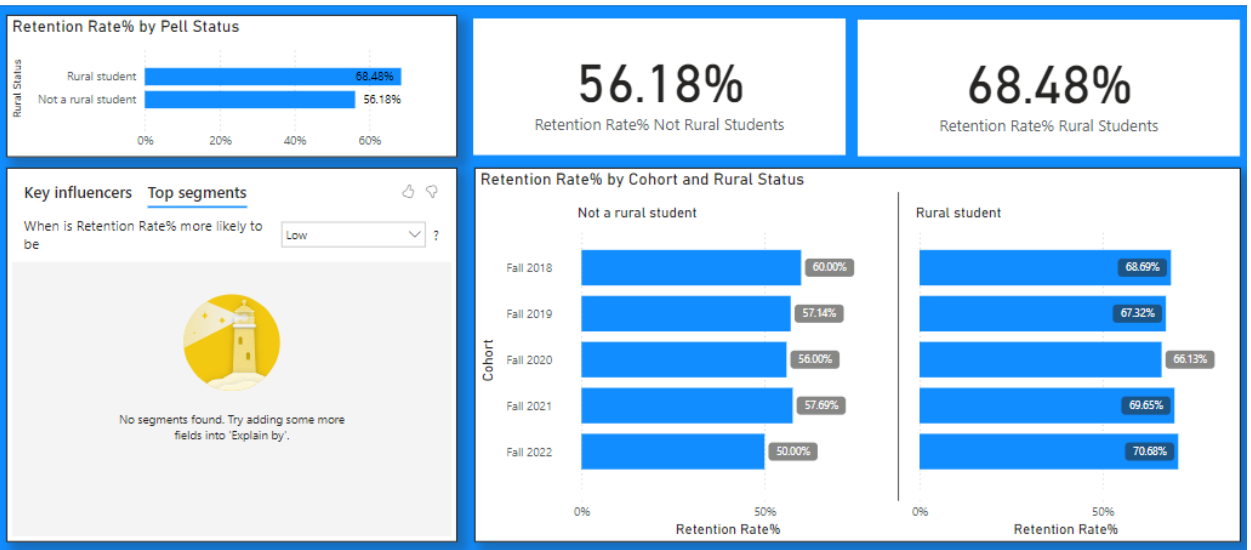 Retention Rate% by Pell Status
Rural Status
Rural student
68.48%
Not a rural student
56.18%
0%
20%
40%
60%
56.18%
Retention Rate% Not Rural Students
68.48%
Retention Rate% Rural Students
Key influencers Top segments
When is Retention Rate% more likely to
be
Low
?
No segments found. Try adding some more
fields into 'Explain by'.
Retention Rate% by Cohort and Rural Status
Not a rural student
Rural student
Cohort
Fall 2018
60.00%
68.69%
Fall 2019
57.14%
67.32%
Fall 2020
56.00%
66.13%
Fall 2021
57.69%
69.65%
Fall 2022
50.00%
70.68%
0%
50%
0%
50%
Retention Rate%
Retention Rate%